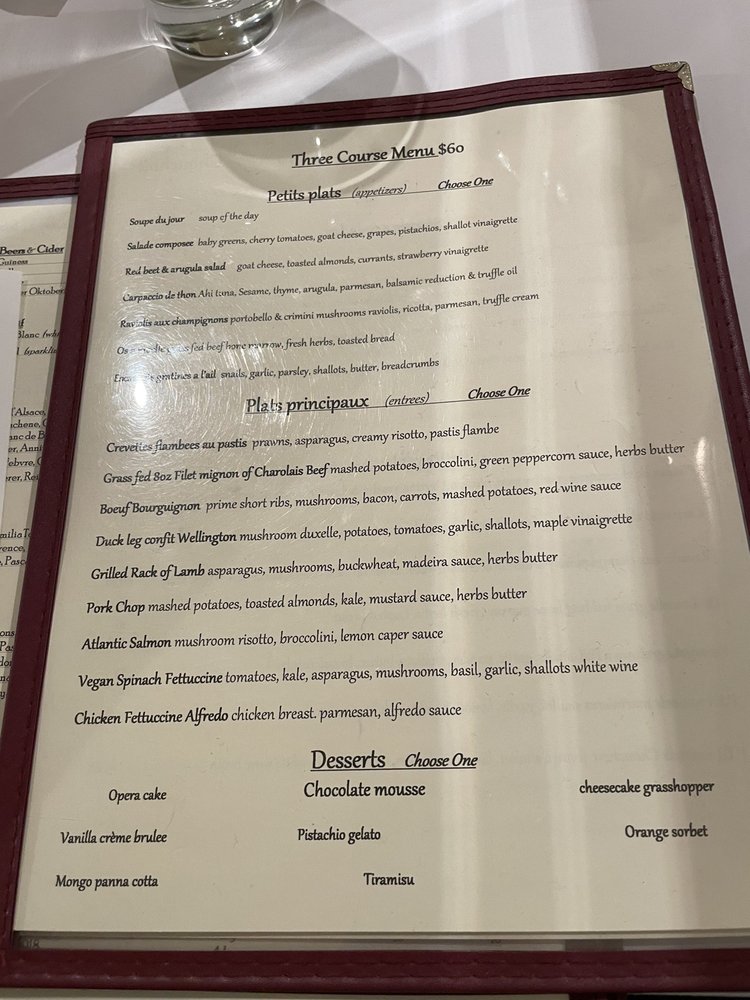 Three Course Menu $60
Petits plats (appetizers) Choose One
Soupe du jour soup of the day
Salade composee baby greens, cherry tomatoes, goat cheese, grapes, pistachios, shallot vinaigrette
Red beet & arugula salad goat cheese, toasted almonds, currants, strawberry vinaigrette
Carpaccio de thon Ahi tuna, Sesame, thyme, arugula, parmesan, balsamic reduction & truffle oil
Raviolis aux champignons portobello & crimini mushrooms raviolis, ricotta, parmesan, truffle cream
Os fed beef bone marrow, fresh herbs, toasted bread
gratines a l'ail snails, garlic, parsley, shallots, butter, breadcrumbs
Plats principaux (entrees) Choose One
Crevettes flambees au pastis prawns, asparagus, creamy risotto, pastis flambe
Grass fed 8oz Filet mignon of Charolais Beef mashed potatoes, broccolini, green peppercorn sauce, herbs butter
Boeuf Bourguignon prime short ribs, mushrooms, bacon, carrots, mashed potatoes, red wine sauce
Duck leg confit Wellington mushroom duxelle, potatoes, tomatoes, garlic, shallots, maple vinaigrette
Grilled Rack of Lamb asparagus, mushrooms, buckwheat, madeira sauce, herbs butter
Pork Chop mashed potatoes, toasted almonds, kale, mustard sauce, herbs butter
Atlantic Salmon mushroom risotto, broccolini, lemon caper sauce
Vegan Spinach Fettuccine tomatoes, kale, asparagus, mushrooms, basil, garlic, shallots white wine
Chicken Fettuccine Alfredo chicken breast. parmesan, alfredo sauce
Desserts Choose One
Opera cake Chocolate mousse cheesecake grasshopper
Vanilla crème brulee Pistachio gelato Orange sorbet
Mongo panna cotta Tiramisu
Beers & Cider
Guinness
Blanc